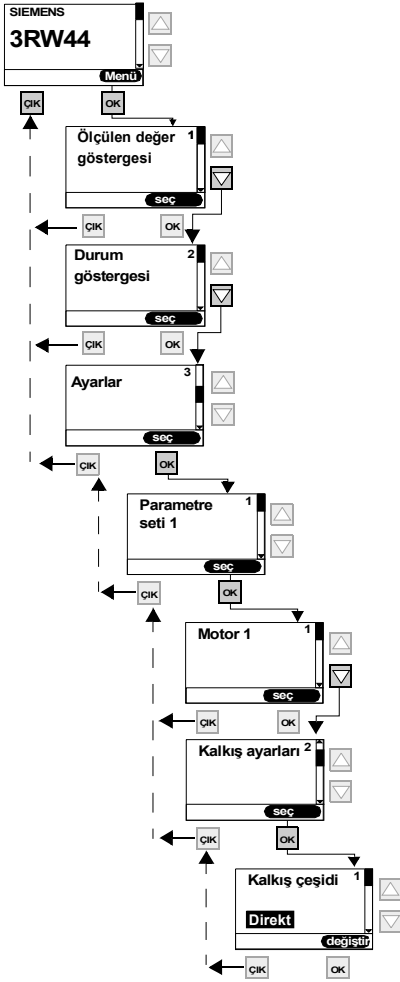 SIEMENS
3RW44
Menü
ÇIK
OK
Ölçülen değer 1
göstergesi
seç
ÇIK
OK
Durum 2
göstergesi
seç
ÇIK
OK
Ayarlar 3
seç
ÇIK
OK
Parametre 1
seti 1
seç
ÇIK
OK
Motor 1 1
seç
ÇIK
OK
Kalkış ayarları 2
seç
ÇIK
OK
Kalkış çeşidi 1
Direkt
değiştir
ÇIK
OK